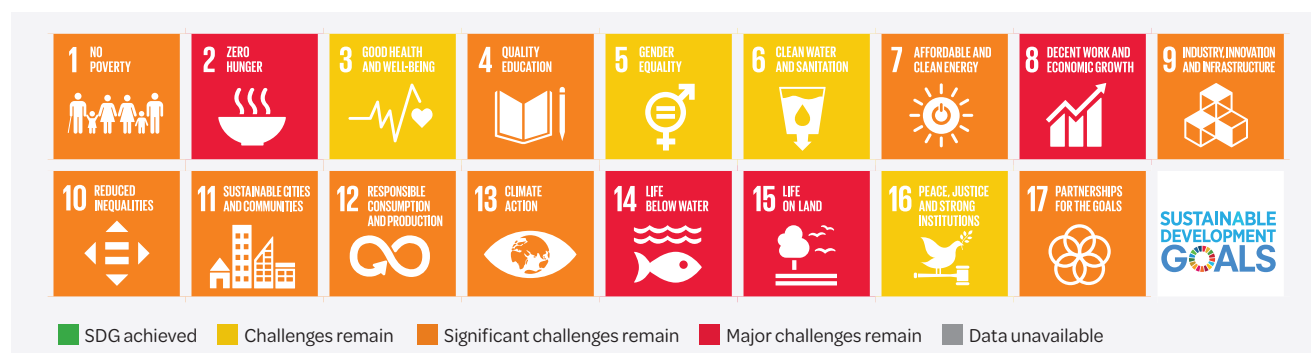 1 NO POVERTY
2 ZERO HUNGER
3 GOOD HEALTH AND WELL-BEING
4 QUALITY EDUCATION
5 GENDER EQUALITY
6 CLEAN WATER AND SANITATION
7 AFFORDABLE AND CLEAN ENERGY
8 DECENT WORK AND ECONOMIC GROWTH
9 INDUSTRY, INNOVATION AND INFRASTRUCTURE
10 REDUCED INEQUALITIES
11 SUSTAINABLE CITIES AND COMMUNITIES
12 RESPONSIBLE CONSUMPTION AND PRODUCTION
13 CLIMATE ACTION
14 LIFE BELOW WATER
15 LIFE ON LAND
16 PEACE, JUSTICE AND STRONG INSTITUTIONS
17 PARTNERSHIPS FOR THE GOALS
SUSTAINABLE
DEVELOPMENT
GOALS
SDG achieved
Challenges remain
Significant challenges remain
Major challenges remain
Data unavailable